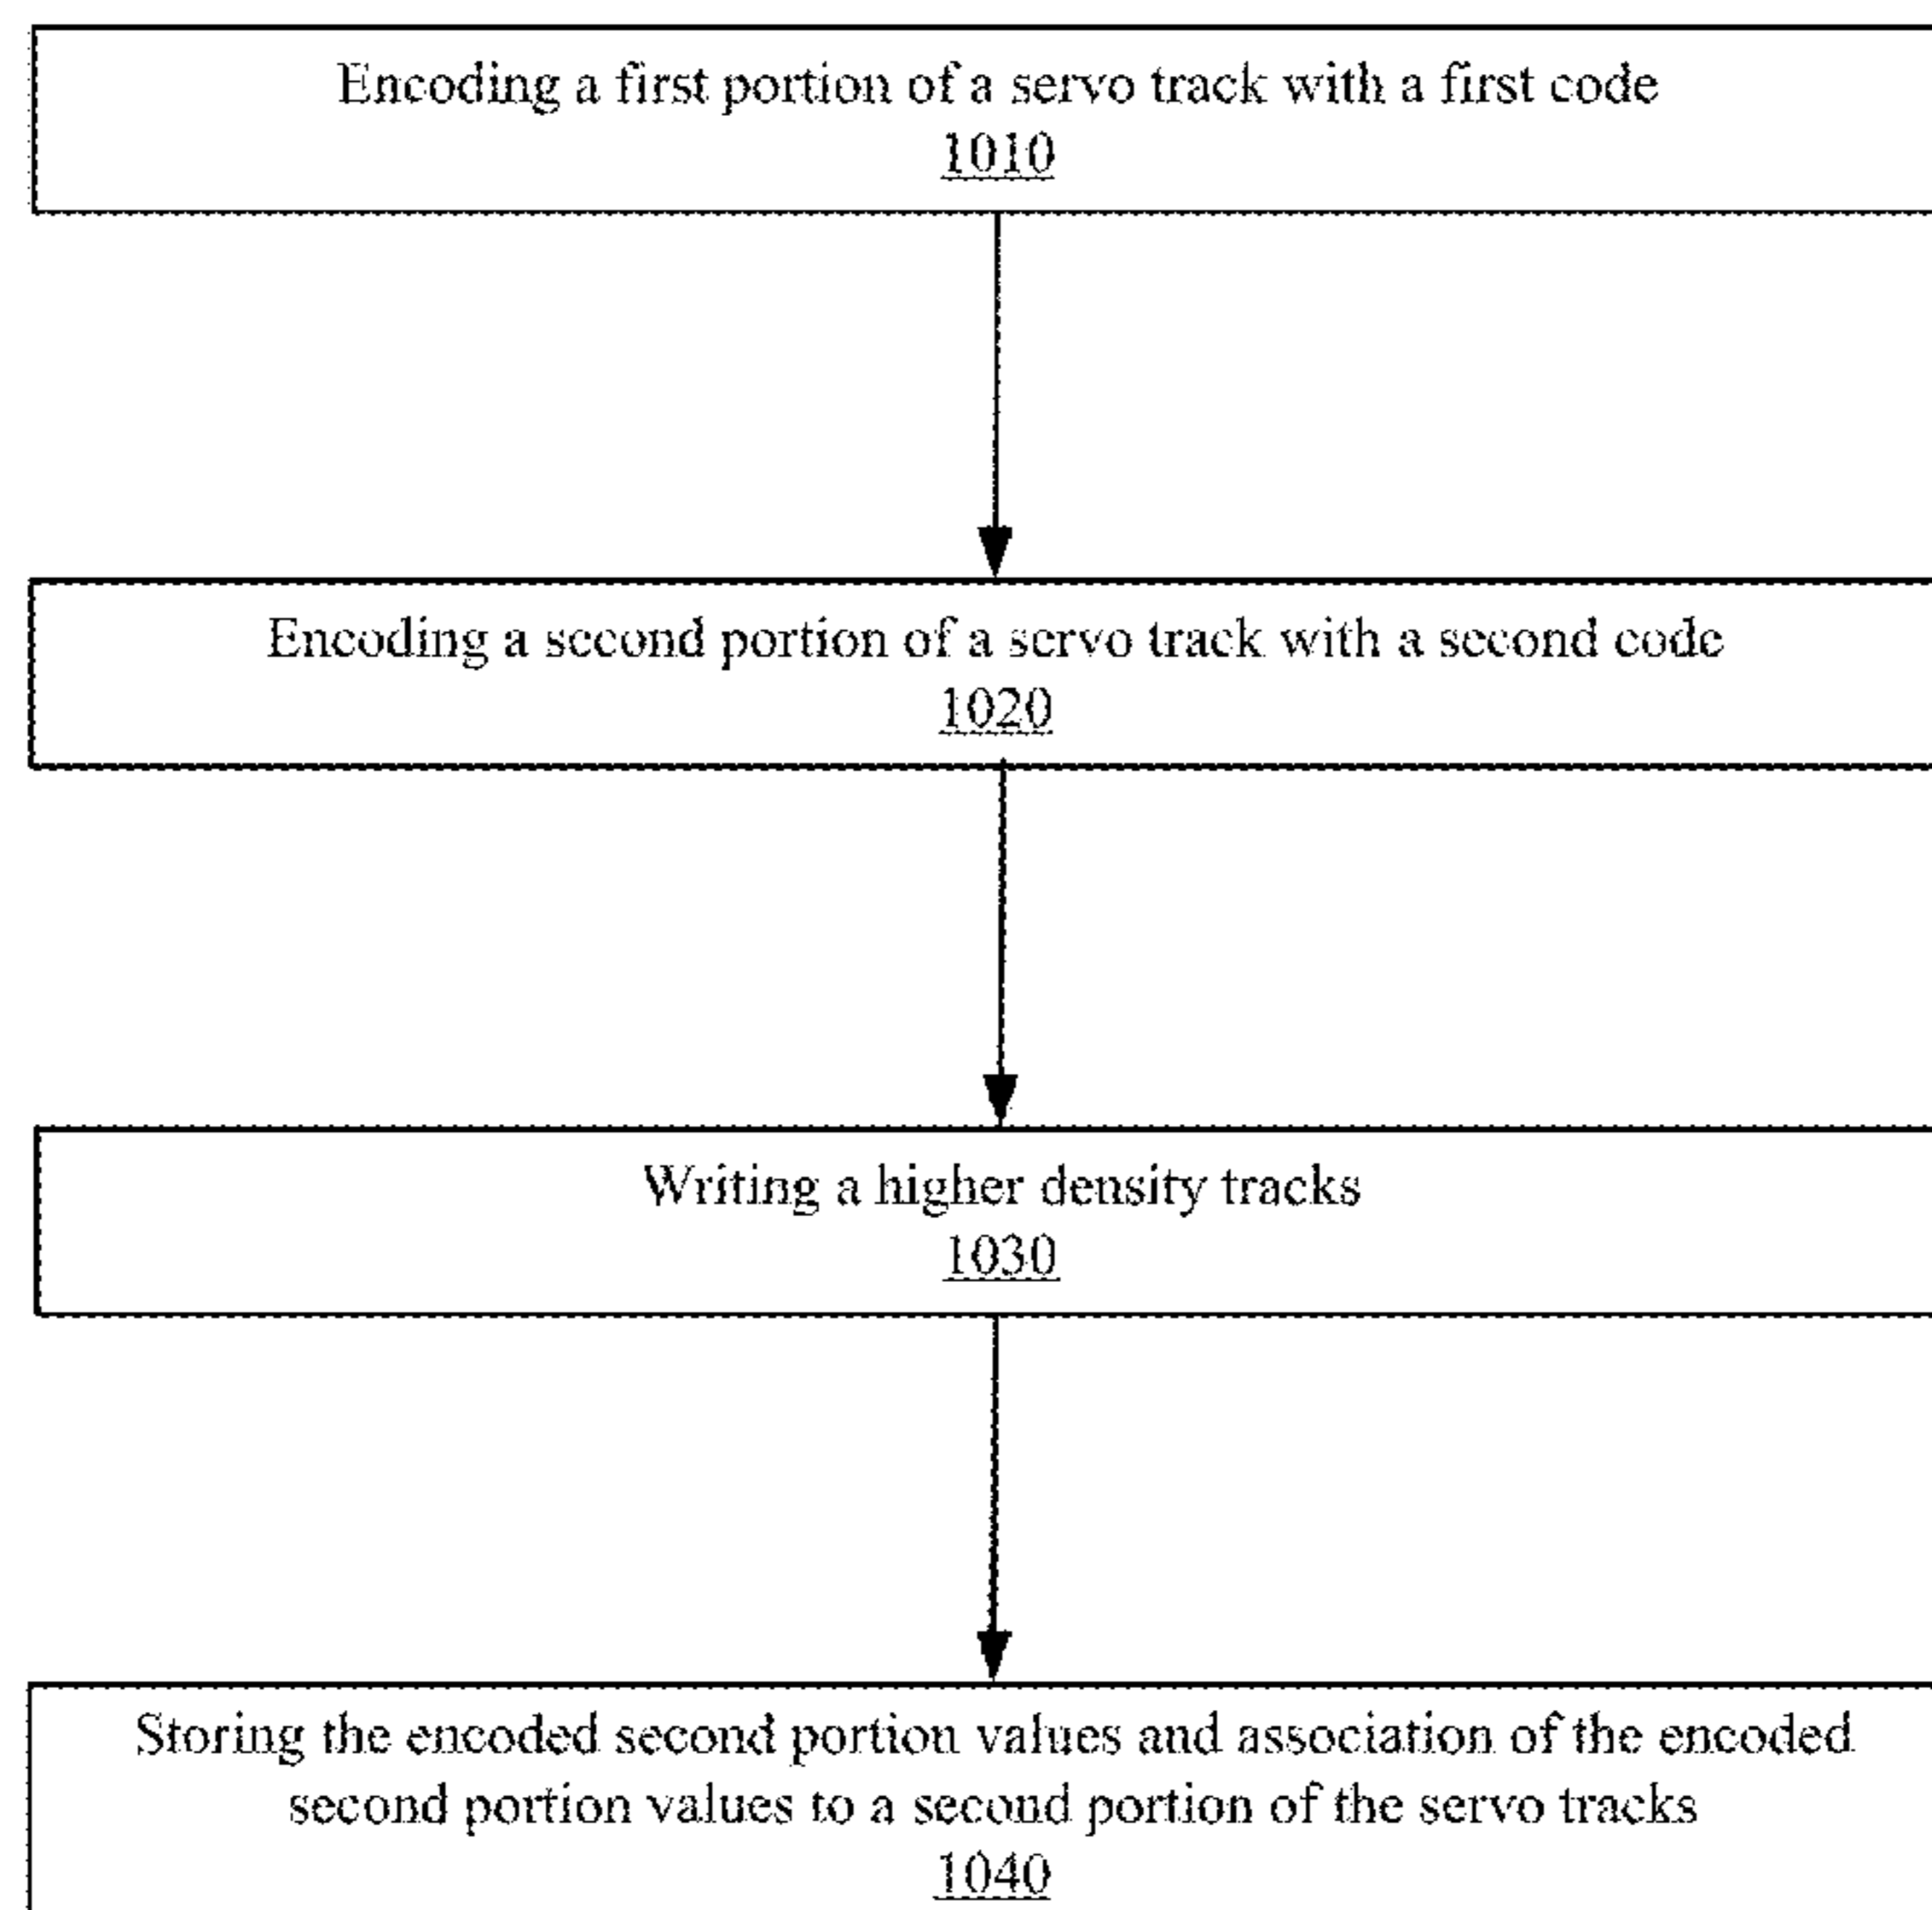 Encoding a first portion of a servo track with a first code
1010
Encoding a second portion of a servo track with a second code
1020
Writing a higher density tracks
1030
Storing the encoded second portion values and association of the encoded
second portion values to a second portion of the servo tracks
1040